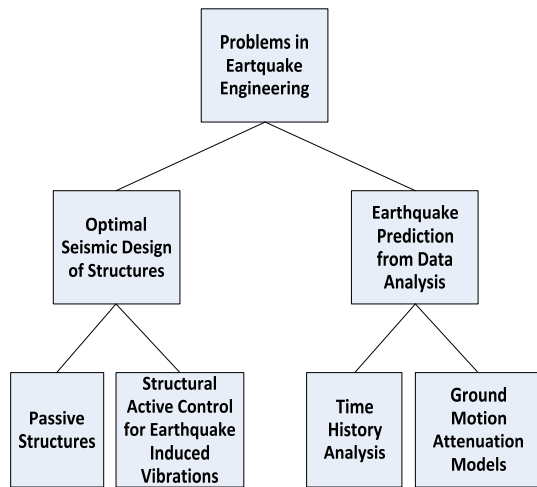 Problems in
Eartquake
Engineering
Optimal
Seismic Design
of Structures
Earthquake
Prediction
from Data
Analysis
Passive
Structures
Structural
Active Control
for Earthquake
Induced
Vibrations
Time
History
Analysis
Ground
Motion
Attenuation
Models